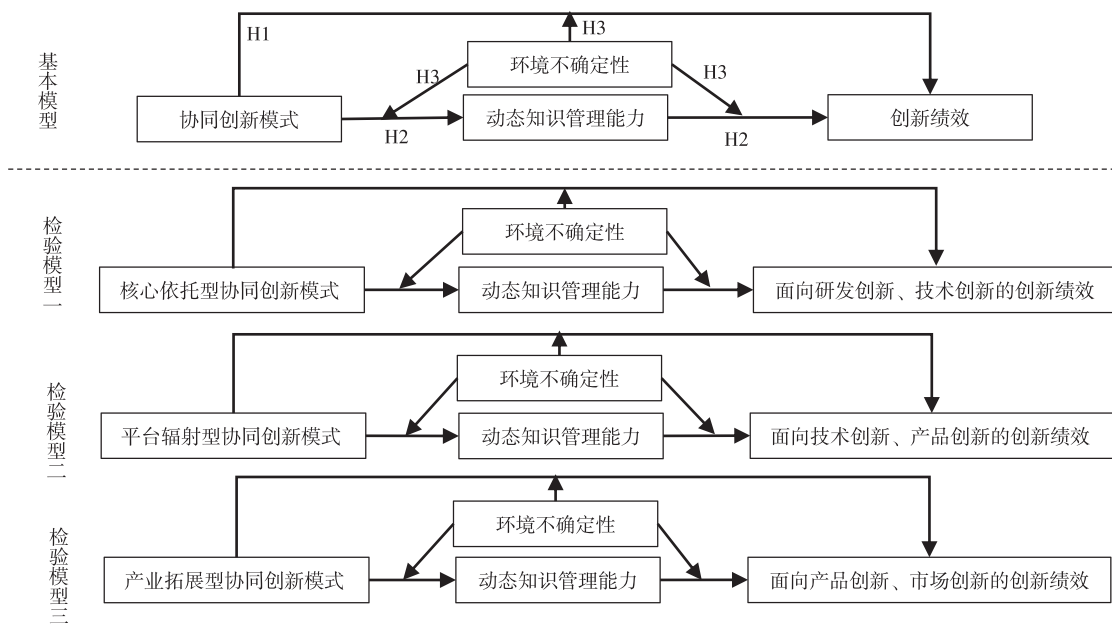 H1
H3
基本模型
环境不确定性
H3
H3
协同创新模式
动态知识管理能力
创新绩效
H2
H2
检验模型一
环境不确定性
核心依托型协同创新模式
动态知识管理能力
面向研发创新、技术创新的创新绩效
检验模型二
环境不确定性
平台辐射型协同创新模式
动态知识管理能力
面向技术创新、产品创新的创新绩效
检验模型三
环境不确定性
产业拓展型协同创新模式
动态知识管理能力
面向产品创新、市场创新的创新绩效